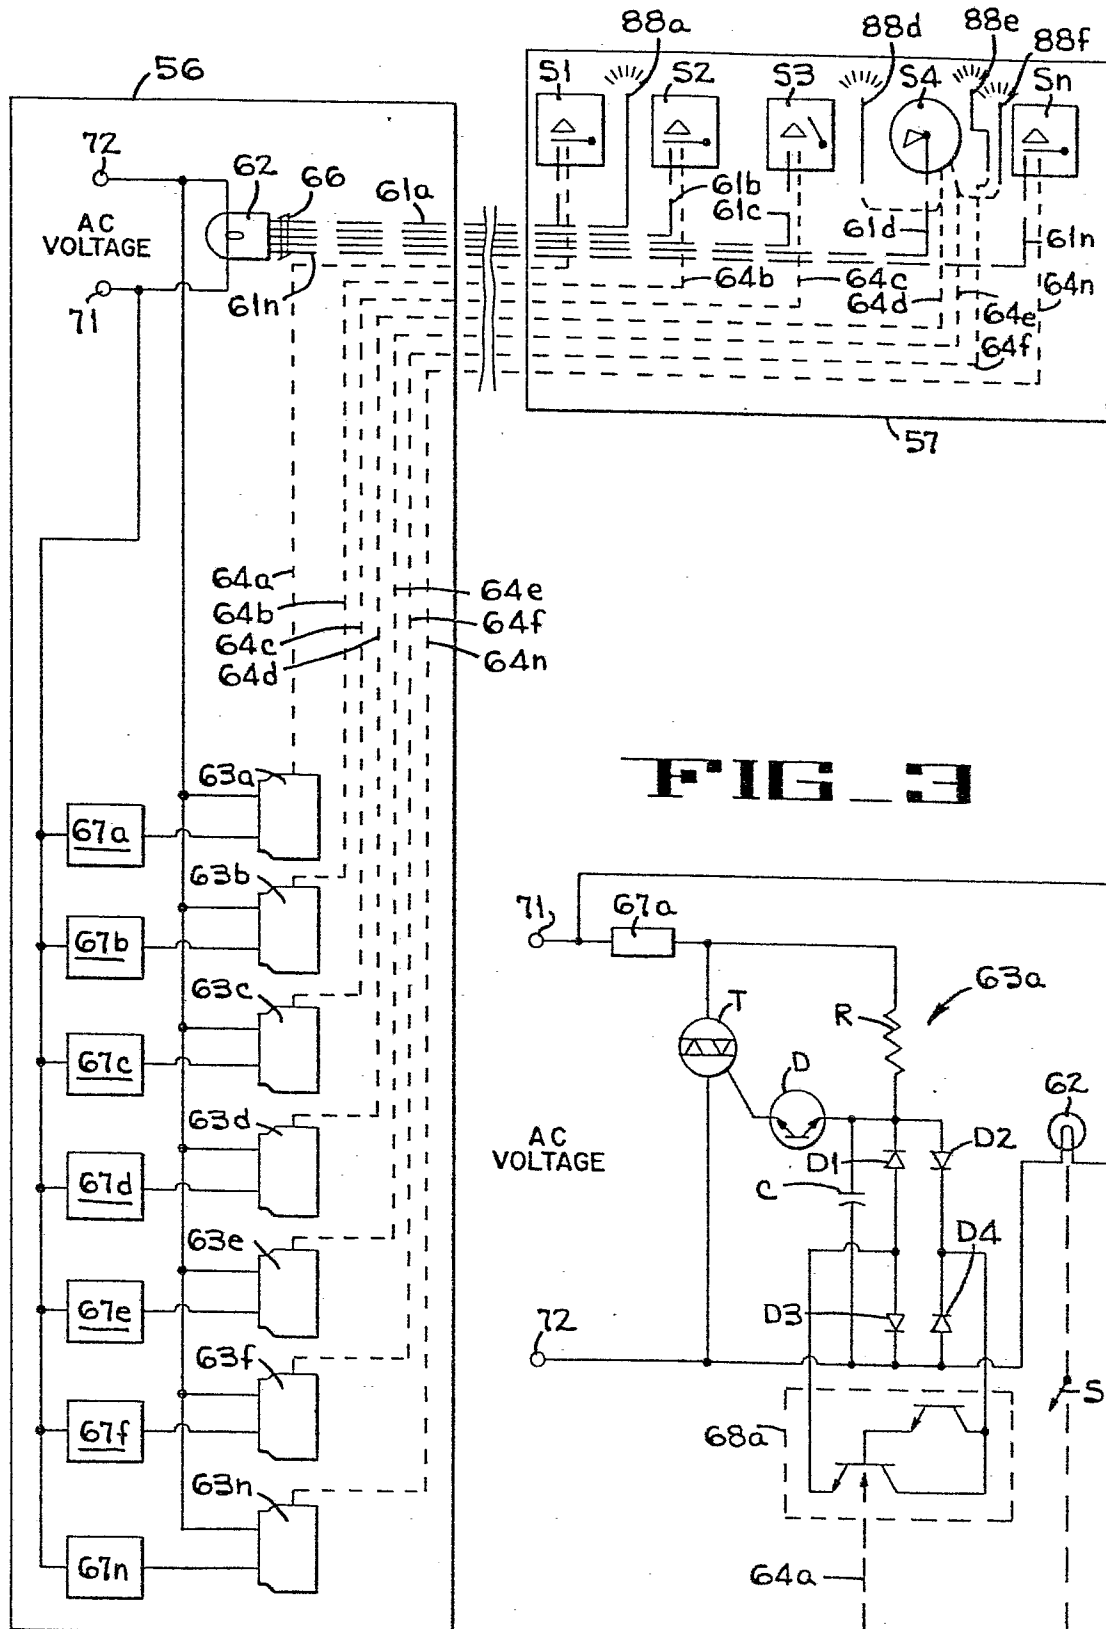 56
72
62
66
61a
AC
VOLTAGE
71
61n
88a
88d
88e
88f
S1
S2
S3
S4
Sn
61b
61c
61d
61n
64b
64c
64d
64e
64f
64n
57
64a
64b
64c
64d
64e
64f
64n
63a
67a
63b
67b
63c
67c
63d
67d
63e
67e
63f
67f
63n
67n
FIG_3
71
67a
63a
T
R
D
62
AC
VOLTAGE
D1
D2
C
D4
D3
72
S
68a
64a